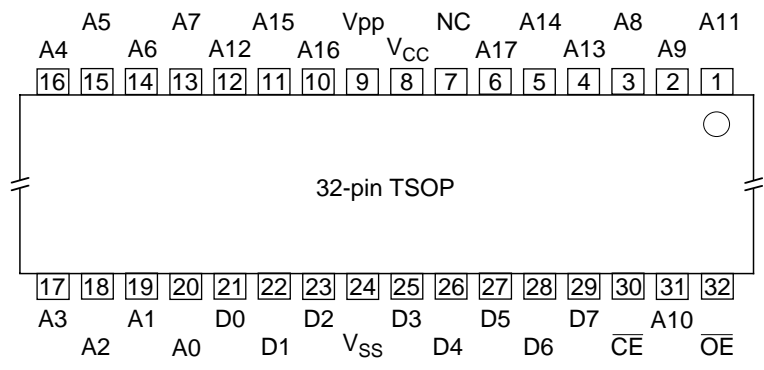 A5 A7 A15 Vpp NC A14 A8 A11
A4 A6 A12 A16 VCC A17 A13 A9
16 15 14 13 12 11 10 9 8 7 6 5 4 3 2 1
32-pin TSOP
17 18 19 20 21 22 23 24 25 26 27 28 29 30 31 32
A3 A1 D0 D2 D3 D5 D7 C̅E̅ A10 O̅E̅
A2 A0 D1 VSS D4 D6